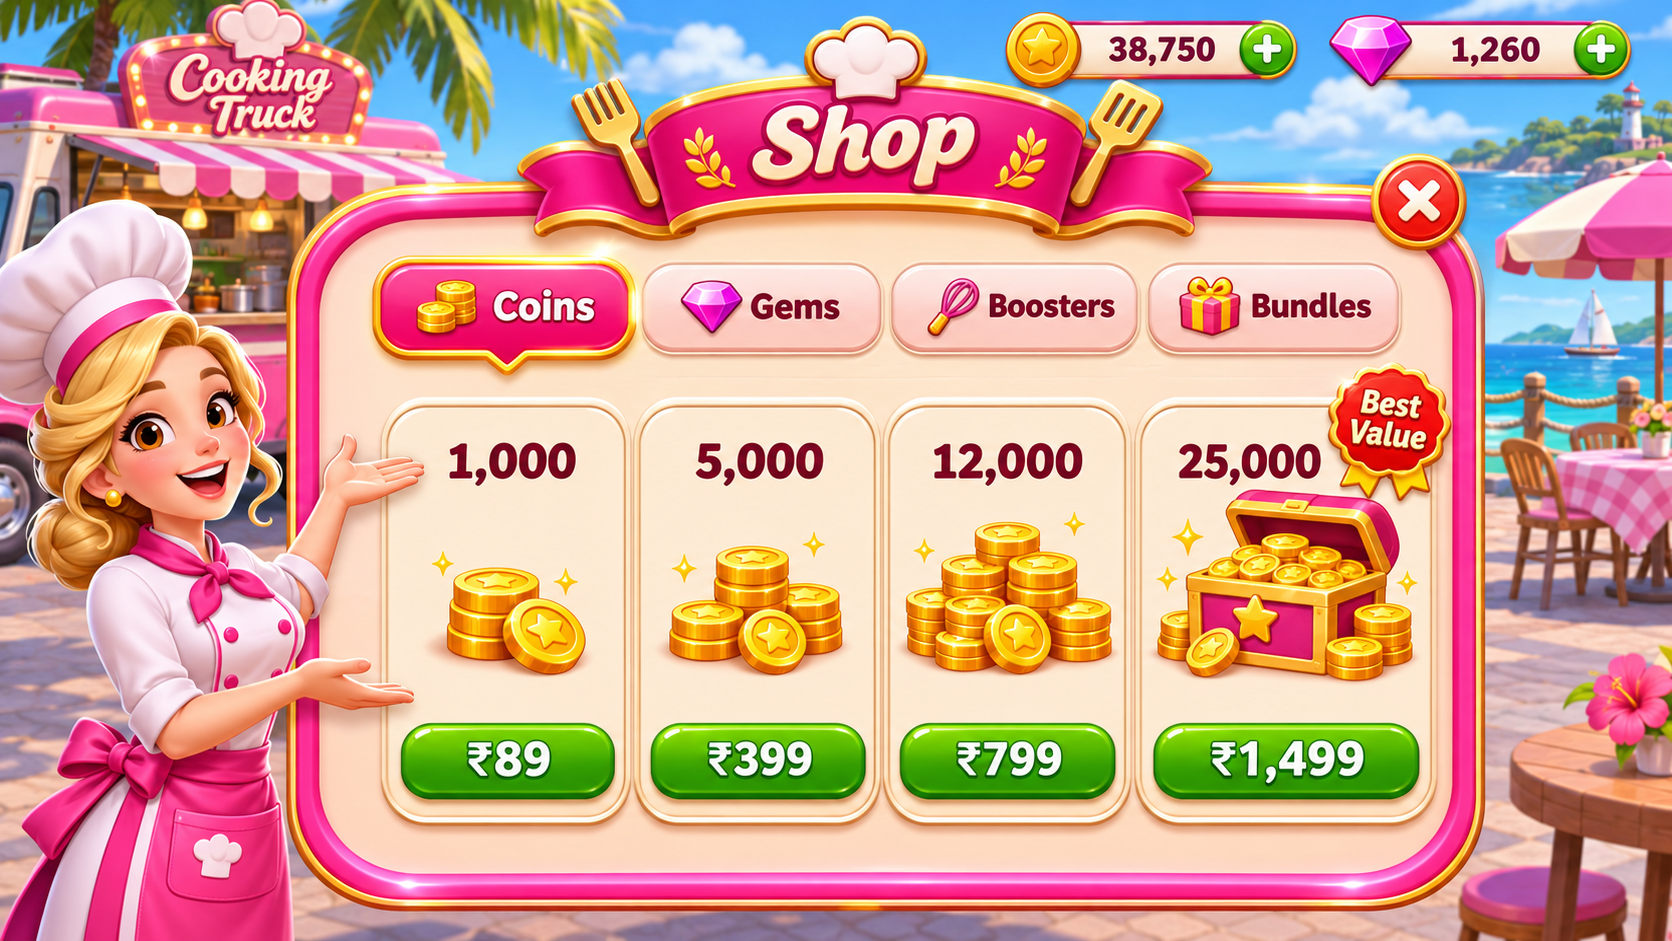 Cooking
Truck
38,750
1,260
Shop
Coins
Gems
Boosters
Bundles
Best
Value
1,000
5,000
12,000
25,000
₹89
₹399
₹799
₹1,499